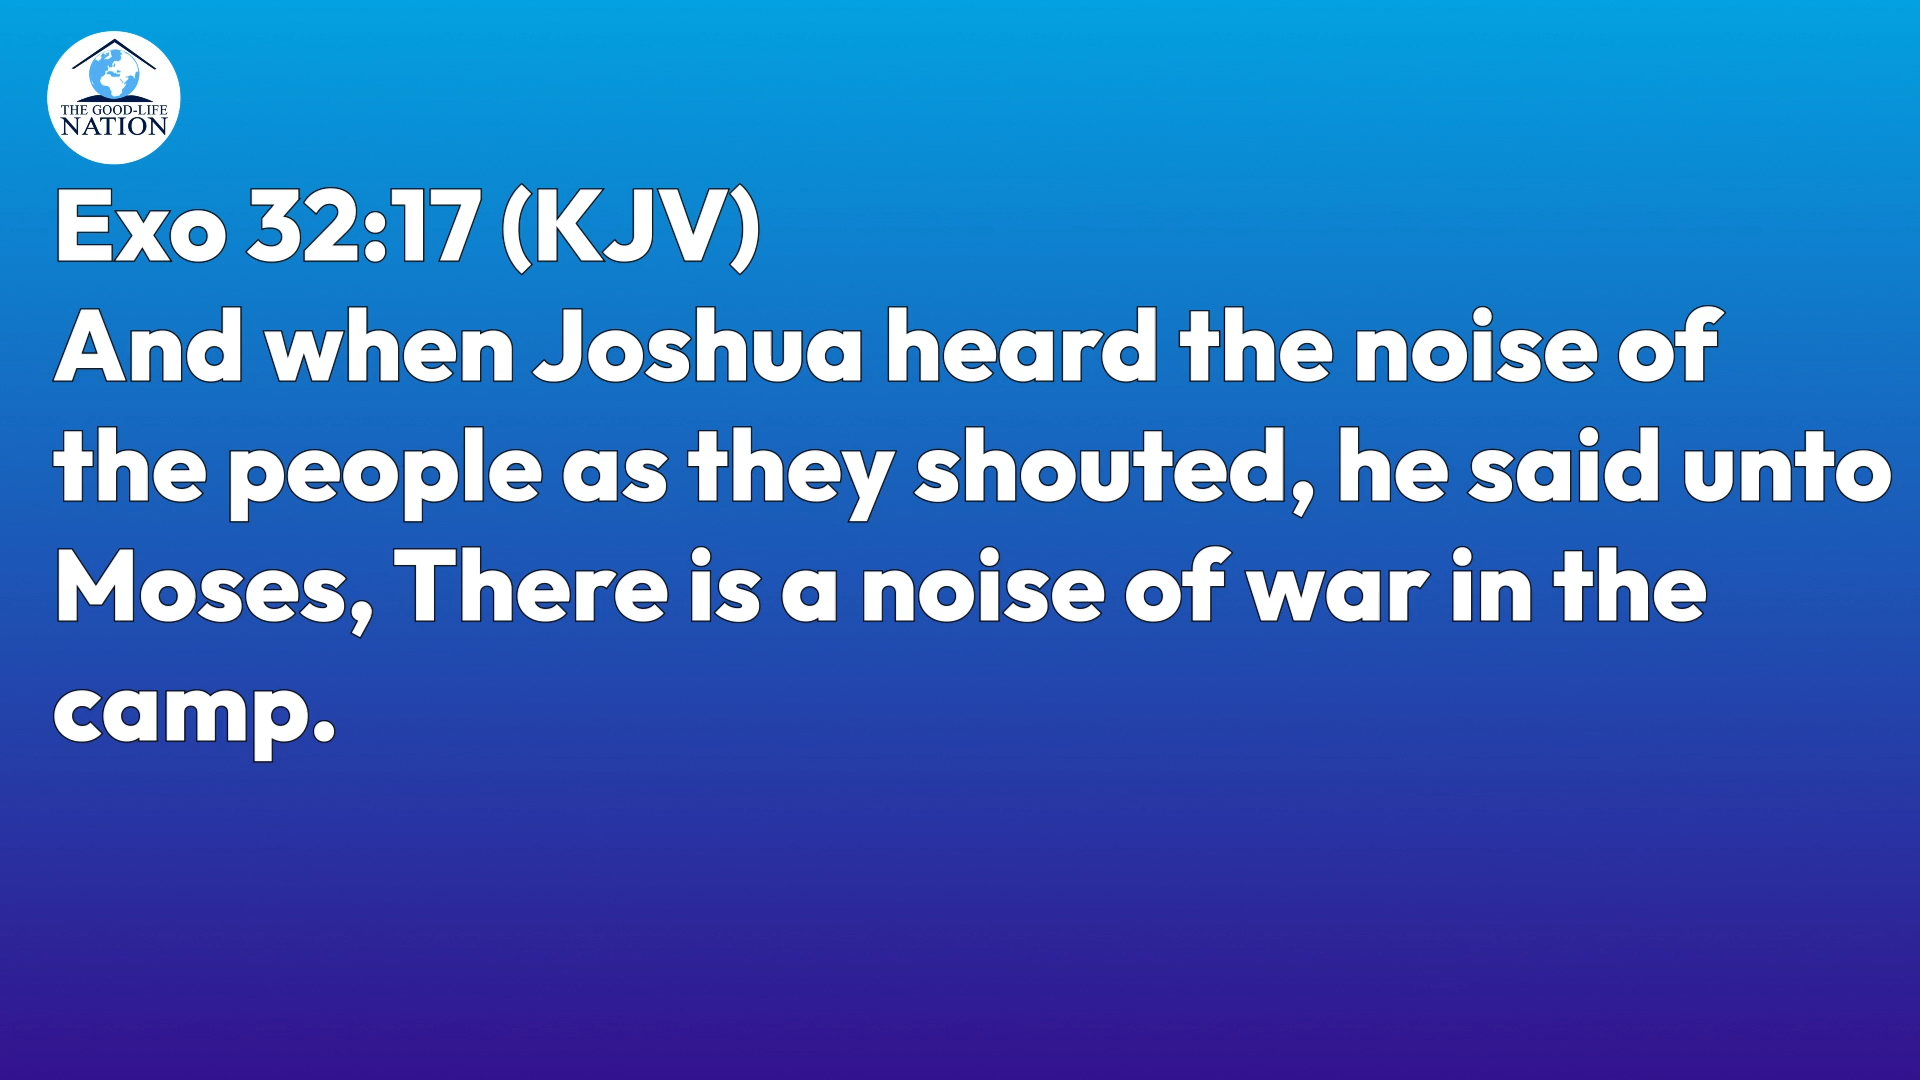 THE GOOD-LIFE
NATION
Exo 32:17 (KJV)
And when Joshua heard the noise of
the people as they shouted, he said unto
Moses, There is a noise of war in the
camp.